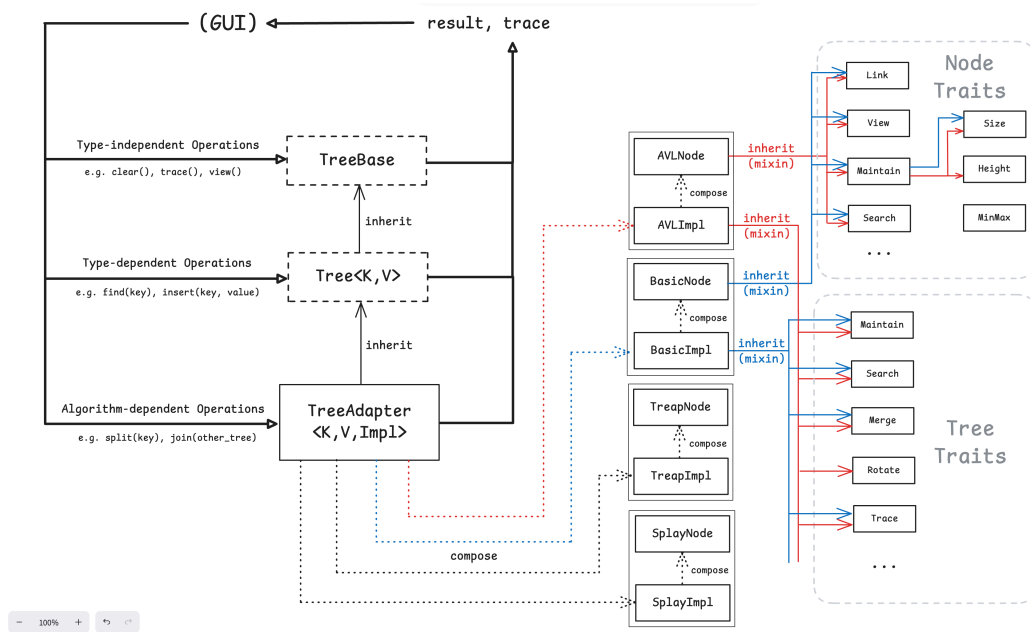 (GUI)
result, trace
Type-independent Operations
e.g. clear(), trace(), view()
TreeBase
inherit
Type-dependent Operations
e.g. find(key), insert(key, value)
Tree<K,V>
inherit
Algorithm-dependent Operations
e.g. split(key), join(other_tree)
TreeAdapter
<K,V,Impl>
compose
AVLNode
compose
AVLImpl
inherit
(mixin)
inherit
(mixin)
BasicNode
compose
BasicImpl
inherit
(mixin)
inherit
(mixin)
TreapNode
compose
TreapImpl
SplayNode
compose
SplayImpl
Node
Traits
Link
View
Maintain
Search
...
Size
Height
MinMax
Tree
Traits
Maintain
Search
Merge
Rotate
Trace
...
− 100% +